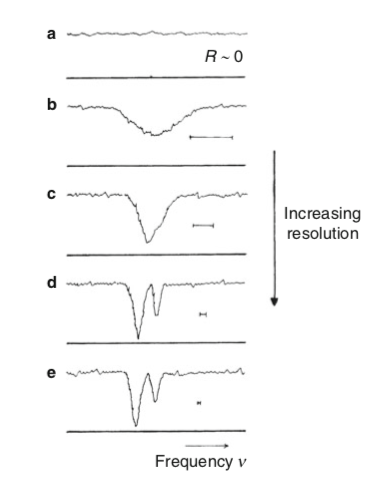 a
R ~ 0
b
c
Increasing
resolution
d
e
Frequency ν